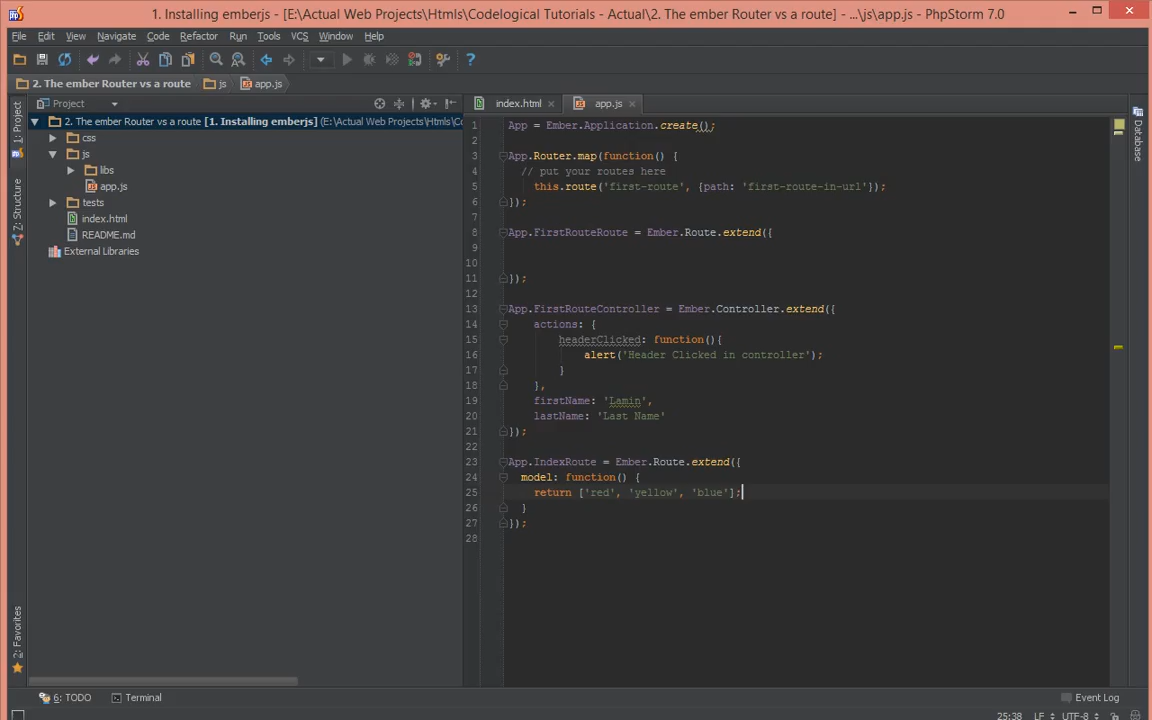 1. Installing emberjs - [E:\Actual Web Projects\Htmls\Codelogical Tutorials - Actual\2. The ember Router vs a route] - ...\js\app.js - PhpStorm 7.0
File Edit View Navigate Code Refactor Run Tools VCS Window Help
2. The ember Router vs a route js app.js
Project
index.html
app.js
1: Project
2. The ember Router vs a route [1. Installing emberjs] (E:\Actual Web Projects\Htmls\Co
css
js
libs
app.js
tests
index.html
README.md
External Libraries
Z: Structure
2: Favorites
1 App = Ember.Application.create();
2
3 App.Router.map(function() {
4 // put your routes here
5 this.route('first-route', {path: 'first-route-in-url'});
6 });
7
8 App.FirstRouteRoute = Ember.Route.extend({
9
10
11 });
12
13 App.FirstRouteController = Ember.Controller.extend({
14 actions: {
15 headerClicked: function(){
16 alert('Header Clicked in controller');
17 }
18 },
19 firstName: 'Lamin',
20 lastName: 'Last Name'
21 });
22
23 App.IndexRoute = Ember.Route.extend({
24 model: function() {
25 return ['red', 'yellow', 'blue'];
26 }
27 });
28
Database
6: TODO
Terminal
Event Log
25:38 LF UTF-8